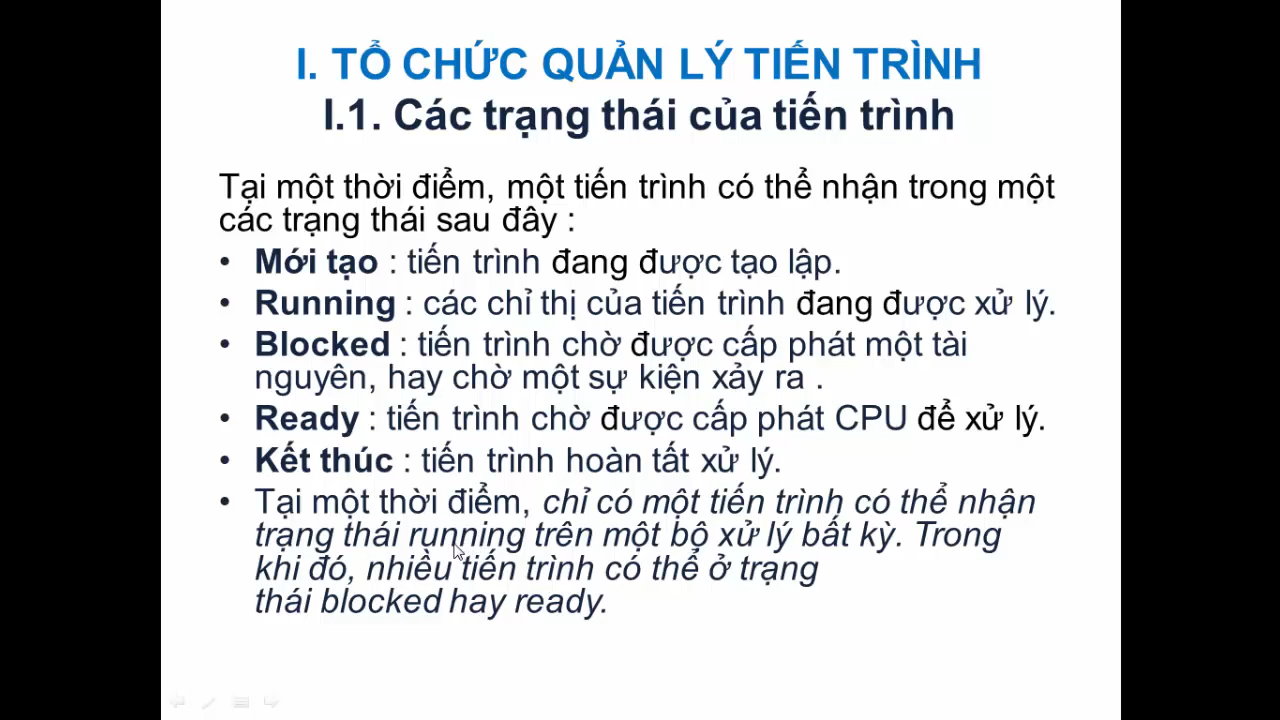 I. TỔ CHỨC QUẢN LÝ TIẾN TRÌNH
I.1. Các trạng thái của tiến trình
Tại một thời điểm, một tiến trình có thể nhận trong một
các trạng thái sau đây :
• Mới tạo : tiến trình đang được tạo lập.
• Running : các chỉ thị của tiến trình đang được xử lý.
• Blocked : tiến trình chờ được cấp phát một tài
nguyên, hay chờ một sự kiện xảy ra .
• Ready : tiến trình chờ được cấp phát CPU để xử lý.
• Kết thúc : tiến trình hoàn tất xử lý.
• Tại một thời điểm, chỉ có một tiến trình có thể nhận
trạng thái running trên một bộ xử lý bất kỳ. Trong
khi đó, nhiều tiến trình có thể ở trạng
thái blocked hay ready.